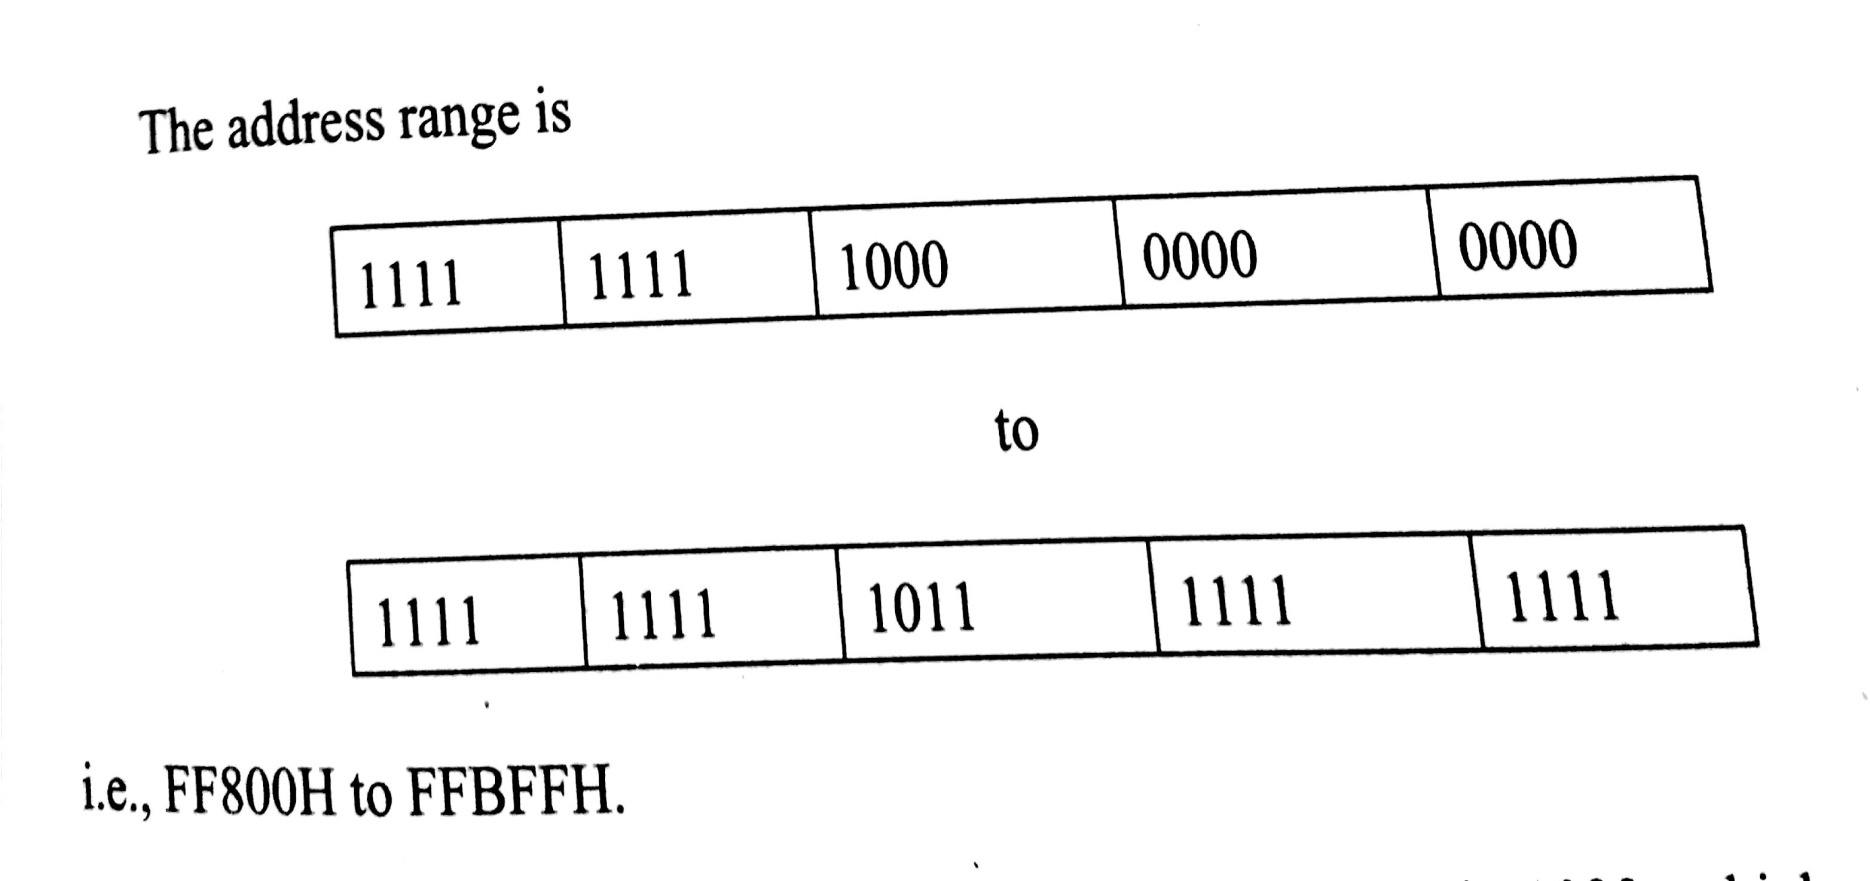 The address range is
1111 1111 1000 0000 0000
to
1111 1111 1011 1111 1111
i.e., FF800H to FFBFFH.